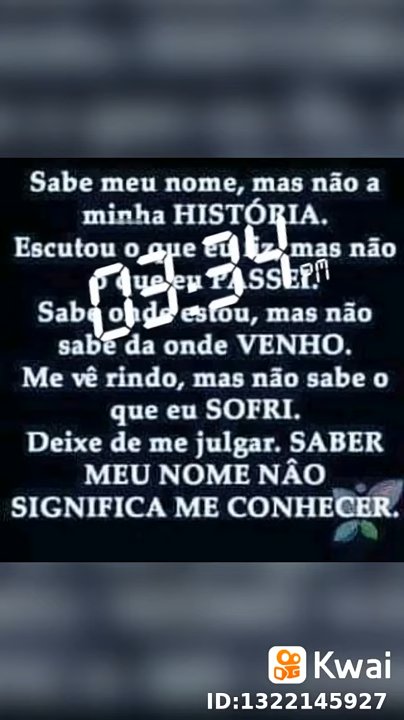 Sabe meu nome, mas não a
minha HISTÓRIA.
Escutou o que eu fiz, mas não
o que eu PASSEI.
03:34 PM
Sabe onde estou, mas não
sabe da onde VENHO.
Me vê rindo, mas não sabe o
que eu SOFRI.
Deixe de me julgar. SABER
MEU NOME NÂO
SIGNIFICA ME CONHECER.
Kwai
ID:1322145927